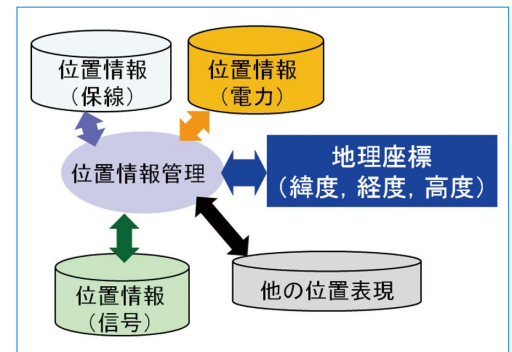 位置情報
（保線）
位置情報
（電力）
位置情報管理
地理座標
（緯度，経度，高度）
位置情報
（信号）
他の位置表現